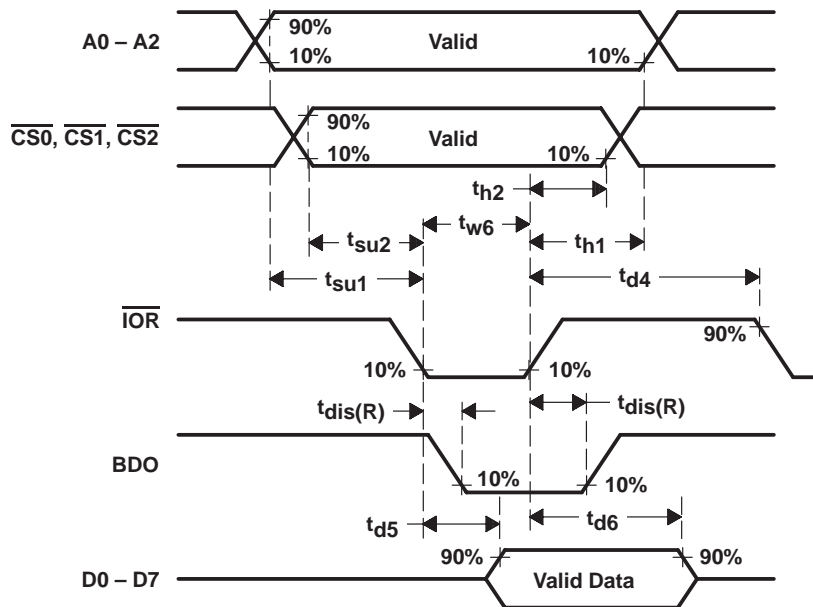 A0 – A2
90%
Valid
10%
10%
CS0, CS1, CS2
90%
Valid
10%
10%
th2
tw6
tsu2
th1
tsu1
td4
IOR
90%
10%
10%
tdis(R)
tdis(R)
BDO
10%
10%
td5
td6
90%
90%
D0 – D7
Valid Data